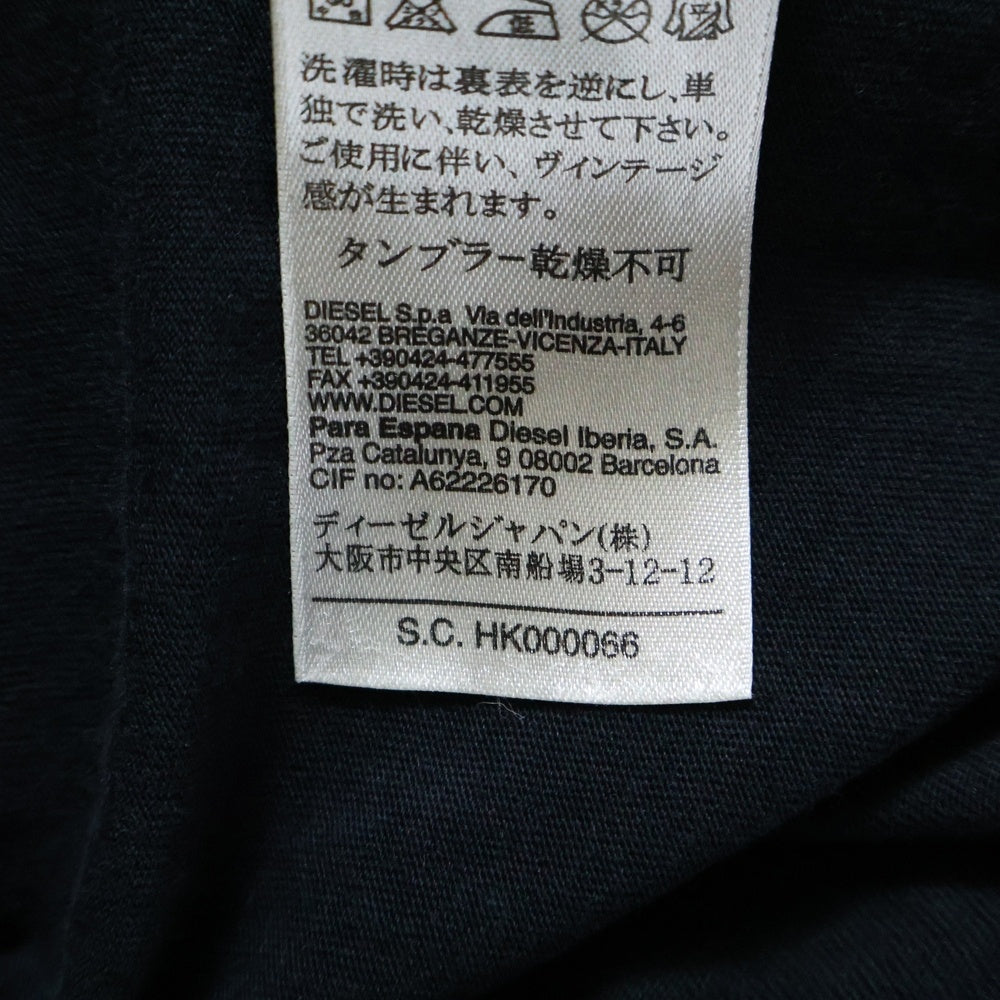 低
洗濯時は裏表を逆にし、単
独で洗い、乾燥させて下さい。
ご使用に伴い、ヴィンテージ
感が生まれます。
タンブラー乾燥不可
DIESEL S.p.a Via dell'Industria, 4-6
36042 BREGANZE-VICENZA-ITALY
TEL +390424-477555
FAX +390424-411955
WWW.DIESEL.COM
Para Espana Diesel Iberia, S.A.
Pza Catalunya, 9 08002 Barcelona
CIF no: A62226170
ディーゼルジャパン(株)
大阪市中央区南船場3-12-12
S.C. HK000066